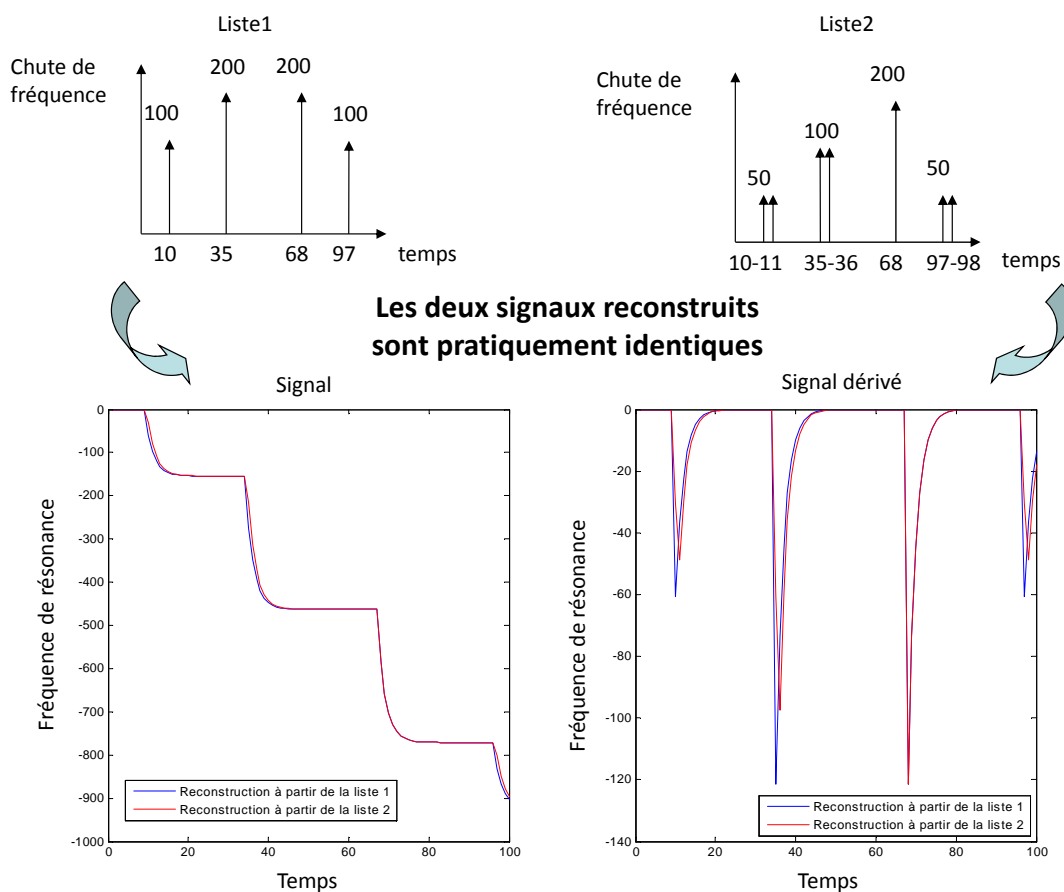 Liste1
Chute de
fréquence
100
200
200
100
10
35
68
97
temps
Liste2
Chute de
fréquence
50
100
200
50
10-11
35-36
68
97-98
temps
Les deux signaux reconstruits
sont pratiquement identiques
Signal
Fréquence de résonance
0
-100
-200
-300
-400
-500
-600
-700
-800
-900
-1000
0
20
40
60
80
100
Reconstruction à partir de la liste 1
Reconstruction à partir de la liste 2
Temps
Signal dérivé
Fréquence de résonance
0
-20
-40
-60
-80
-100
-120
-140
0
20
40
60
80
100
Reconstruction à partir de la liste 1
Reconstruction à partir de la liste 2
Temps